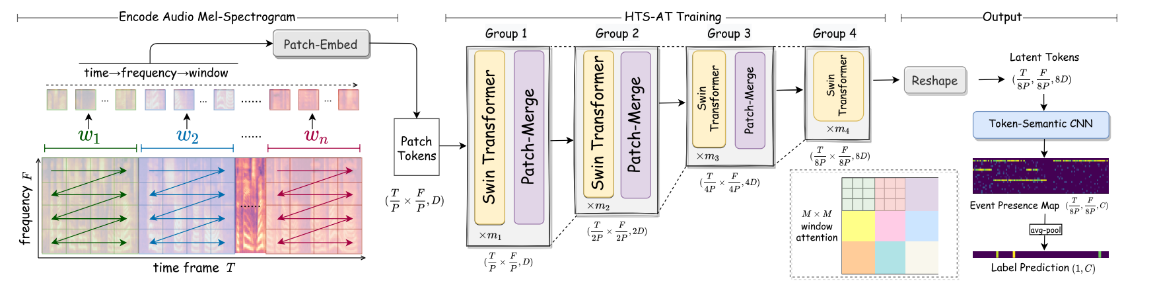 Encode Audio Mel-Spectrogram
Patch-Embed
time→frequency→window
... ... ......
w₁ w₂ ...... wₙ
frequency F
......
time frame T
Patch
Tokens
(T/P × F/P, D)
HTS-AT Training
Group 1
Swin Transformer
Patch-Merge
×m₁
(T/P × F/P, D)
Group 2
Swin Transformer
Patch-Merge
×m₂
(T/2P × F/2P, 2D)
Group 3
Swin
Transformer
Patch-Merge
×m₃
(T/4P × F/4P, 4D)
Group 4
Swin
Transformer
×m₄
(T/8P × F/8P, 8D)
M × M
window
attention
Output
Reshape
Latent Tokens
(T/8P, F/8P, 8D)
Token-Semantic CNN
Event Presence Map (T/8P, F/8P, C)
avg-pool
Label Prediction (1, C)